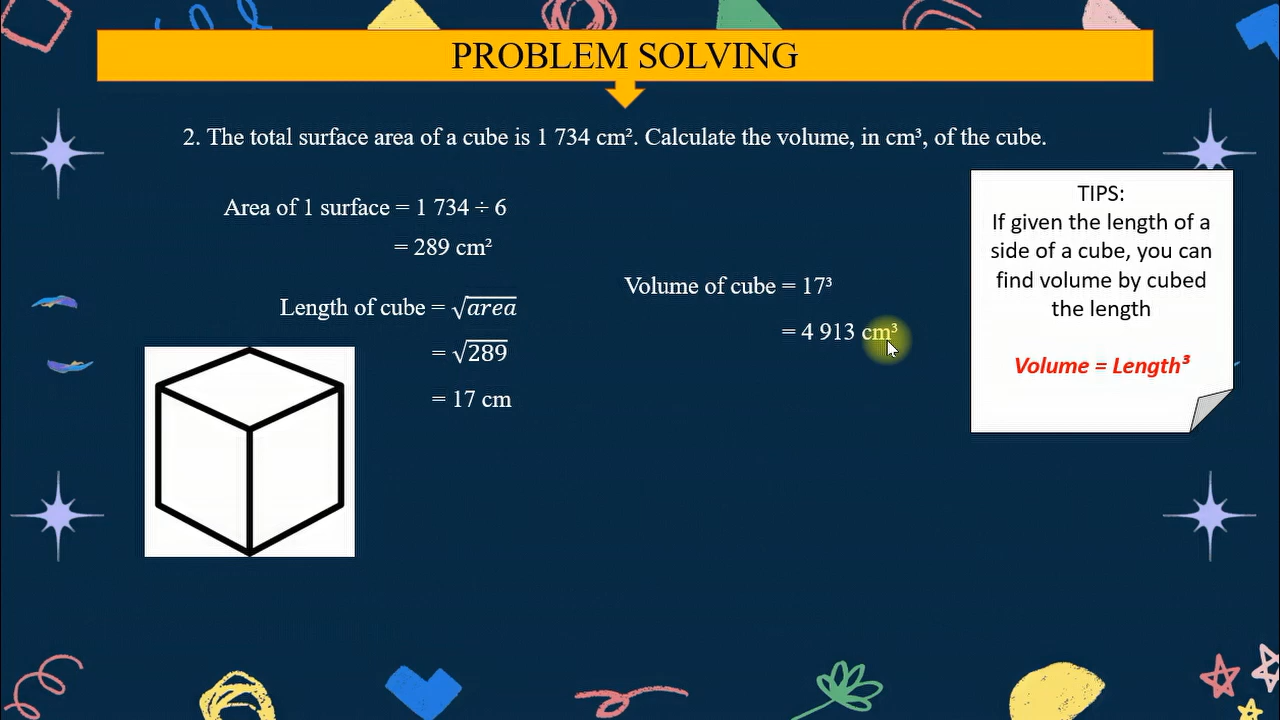 PROBLEM SOLVING
2. The total surface area of a cube is 1 734 cm². Calculate the volume, in cm³, of the cube.
Area of 1 surface = 1 734 ÷ 6
= 289 cm²
Length of cube = √area
= √289
= 17 cm
Volume of cube = 17³
= 4 913 cm³
TIPS:
If given the length of a
side of a cube, you can
find volume by cubed
the length
Volume = Length³